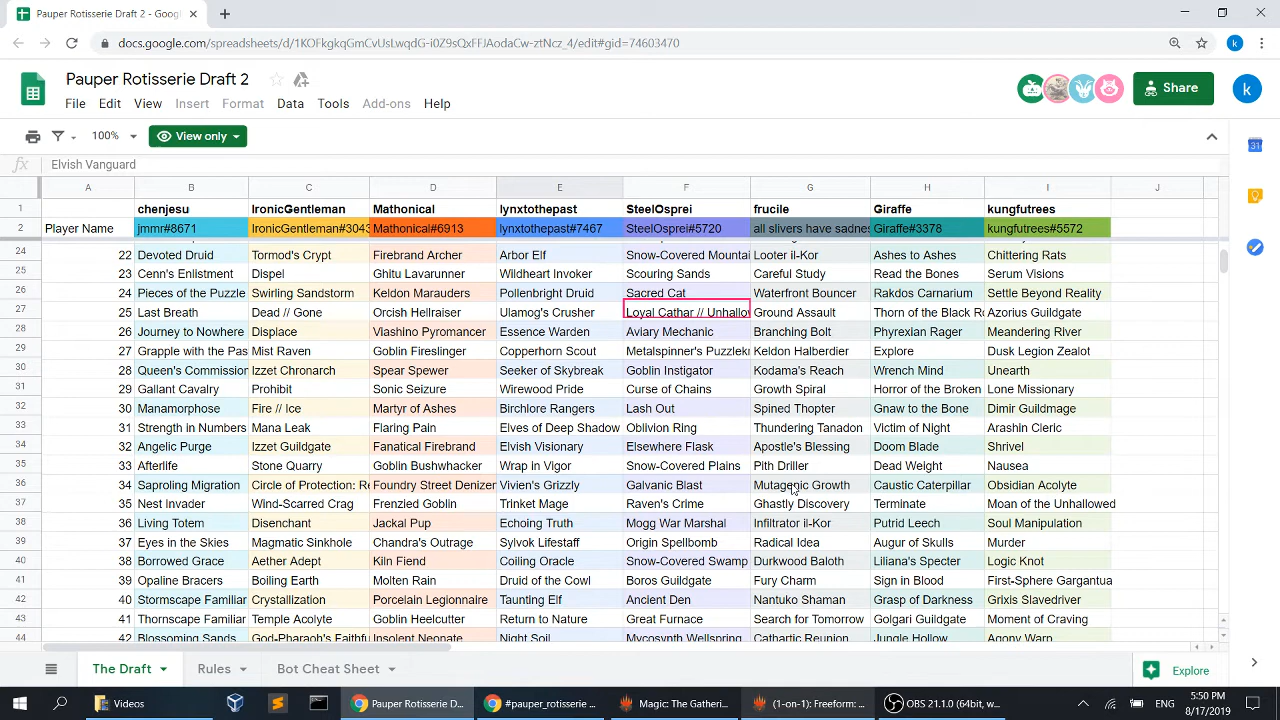 Pauper Rotisserie Draft 2 - Goog
docs.google.com/spreadsheets/d/1KOFkgkqGmCvUsLwqdG-i0Z9sQxFFJAodaCw-ztNcz_4/edit#gid=74603470
Pauper Rotisserie Draft 2
File Edit View Insert Format Data Tools Add-ons Help
Share
k
100% View only
fx Elvish Vanguard
A B C D E F G H I J
1 chenjesu IronicGentleman Mathonical lynxtothepast SteelOsprei frucile Giraffe kungfutrees
2 Player Name jmmr#8671 IronicGentleman#3043 Mathonical#6913 lynxtothepast#7467 SteelOsprei#5720 all slivers have sadnes Giraffe#3378 kungfutrees#5572
24 22 Devoted Druid Tormod's Crypt Firebrand Archer Arbor Elf Snow-Covered Mountai Looter il-Kor Ashes to Ashes Chittering Rats
25 23 Cenn's Enlistment Dispel Ghitu Lavarunner Wildheart Invoker Scouring Sands Careful Study Read the Bones Serum Visions
26 24 Pieces of the Puzzle Swirling Sandstorm Keldon Marauders Pollenbright Druid Sacred Cat Waterfront Bouncer Rakdos Carnarium Settle Beyond Reality
27 25 Last Breath Dead // Gone Orcish Hellraiser Ulamog's Crusher Loyal Cathar // Unhallov Ground Assault Thorn of the Black R Azorius Guildgate
28 26 Journey to Nowhere Displace Vlashino Pyromancer Essence Warden Aviary Mechanic Branching Bolt Phyrexian Rager Meandering River
29 27 Grapple with the Pas Mist Raven Goblin Fireslinger Copperhorn Scout Metalspinner's Puzzlekn Keldon Halberdier Explore Dusk Legion Zealot
30 28 Queen's Commission Izzet Chronarch Spear Spewer Seeker of Skybreak Goblin Instigator Kodama's Reach Wrench Mind Unearth
31 29 Gallant Cavalry Prohibit Sonic Seizure Wirewood Pride Curse of Chains Growth Spiral Horror of the Broken Lone Missionary
32 30 Manamorphose Fire // Ice Martyr of Ashes Birchlore Rangers Lash Out Spined Thopter Gnaw to the Bone Dimir Guildmage
33 31 Strength in Numbers Mana Leak Flaring Pain Elves of Deep Shadow Oblivion Ring Thundering Tanadon Victim of Night Arashin Cleric
34 32 Angelic Purge Izzet Guildgate Fanatical Firebrand Elvish Visionary Elsewhere Flask Apostle's Blessing Doom Blade Shrivel
35 33 Afterlife Stone Quarry Goblin Bushwhacker Wrap in Vigor Snow-Covered Plains Pith Driller Dead Weight Nausea
36 34 Saproling Migration Circle of Protection: Re Foundry Street Denizen Vivien's Grizzly Galvanic Blast Mutagenic Growth Caustic Caterpillar Obsidian Acolyte
37 35 Nest Invader Wind-Scarred Crag Frenzied Goblin Trinket Mage Raven's Crime Ghastly Discovery Terminate Moan of the Unhallowed
38 36 Living Totem Disenchant Jackal Pup Echoing Truth Mogg War Marshal Infiltrator il-Kor Putrid Leech Soul Manipulation
39 37 Eyes in the Skies Magmatic Sinkhole Chandra's Outrage Sylvok Lifestaff Origin Spellbomb Radical Idea Augur of Skulls Murder
40 38 Borrowed Grace Aether Adept Kiln Fiend Coiling Oracle Snow-Covered Swamp Durkwood Baloth Liliana's Specter Logic Knot
41 39 Opaline Bracers Boiling Earth Molten Rain Druid of the Cowl Boros Guildgate Fury Charm Sign in Blood First-Sphere Gargantua
42 40 Stormscape Familiar Crystallization Porcelain Legionnaire Taunting Elf Ancient Den Nantuko Shaman Grasp of Darkness Grixis Slavedriver
43 41 Thornscape Familiar Temple Acolyte Goblin Heelcutter Return to Nature Great Furnace Search for Tomorrow Golgari Guildgate Moment of Craving
44 42 Blossoming Sands God-Pharaoh's Faithfu Insolent Neonate Night Soil Mycosynth Wellspring Cathartic Reunion Jungle Hollow Agony Warp
The Draft Rules Bot Cheat Sheet Explore
Videos Pauper Rotisserie D... #pauper_rotisserie ... Magic: The Gatheri... (1-on-1): Freeform: ... OBS 21.1.0 (64bit, w... ENG 5:50 PM
8/17/2019